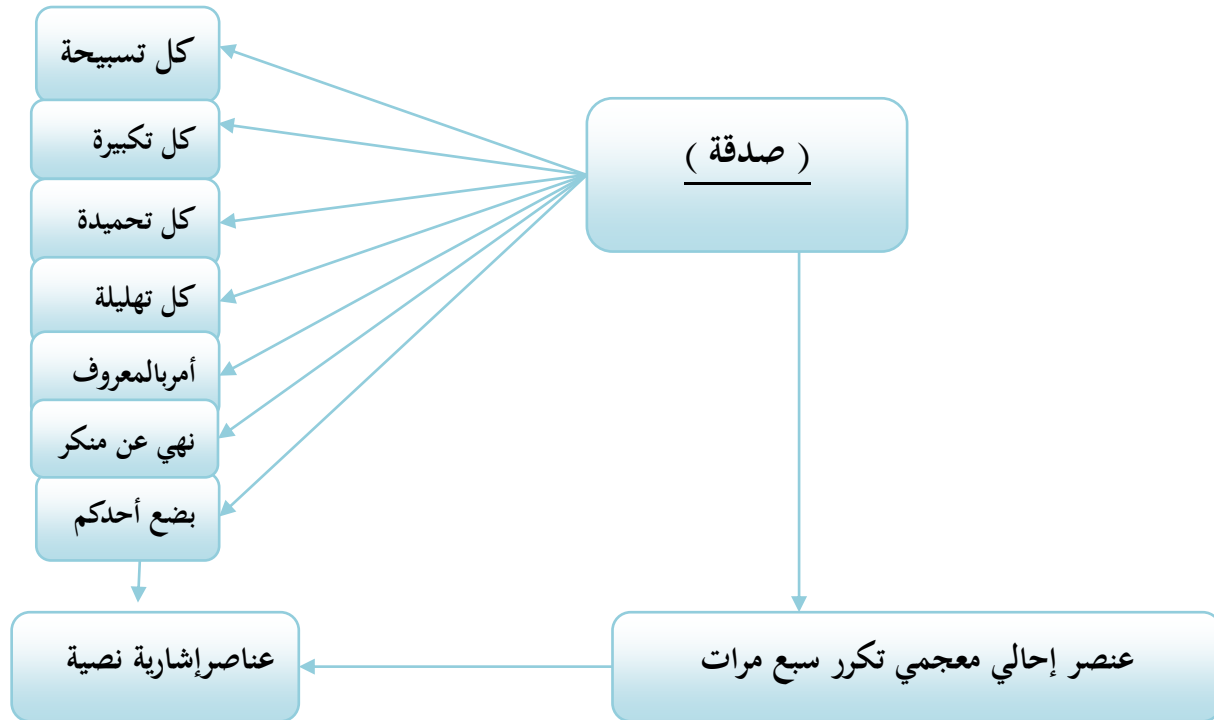 ( صدقة )
كل تسبيحة
كل تكبيرة
كل تحميدة
كل تهليلة
أمربالمعروف
نهي عن منكر
بضع أحدكم
عنصر إحالي معجمي تكرر سبع مرات
عناصرإشارية نصية